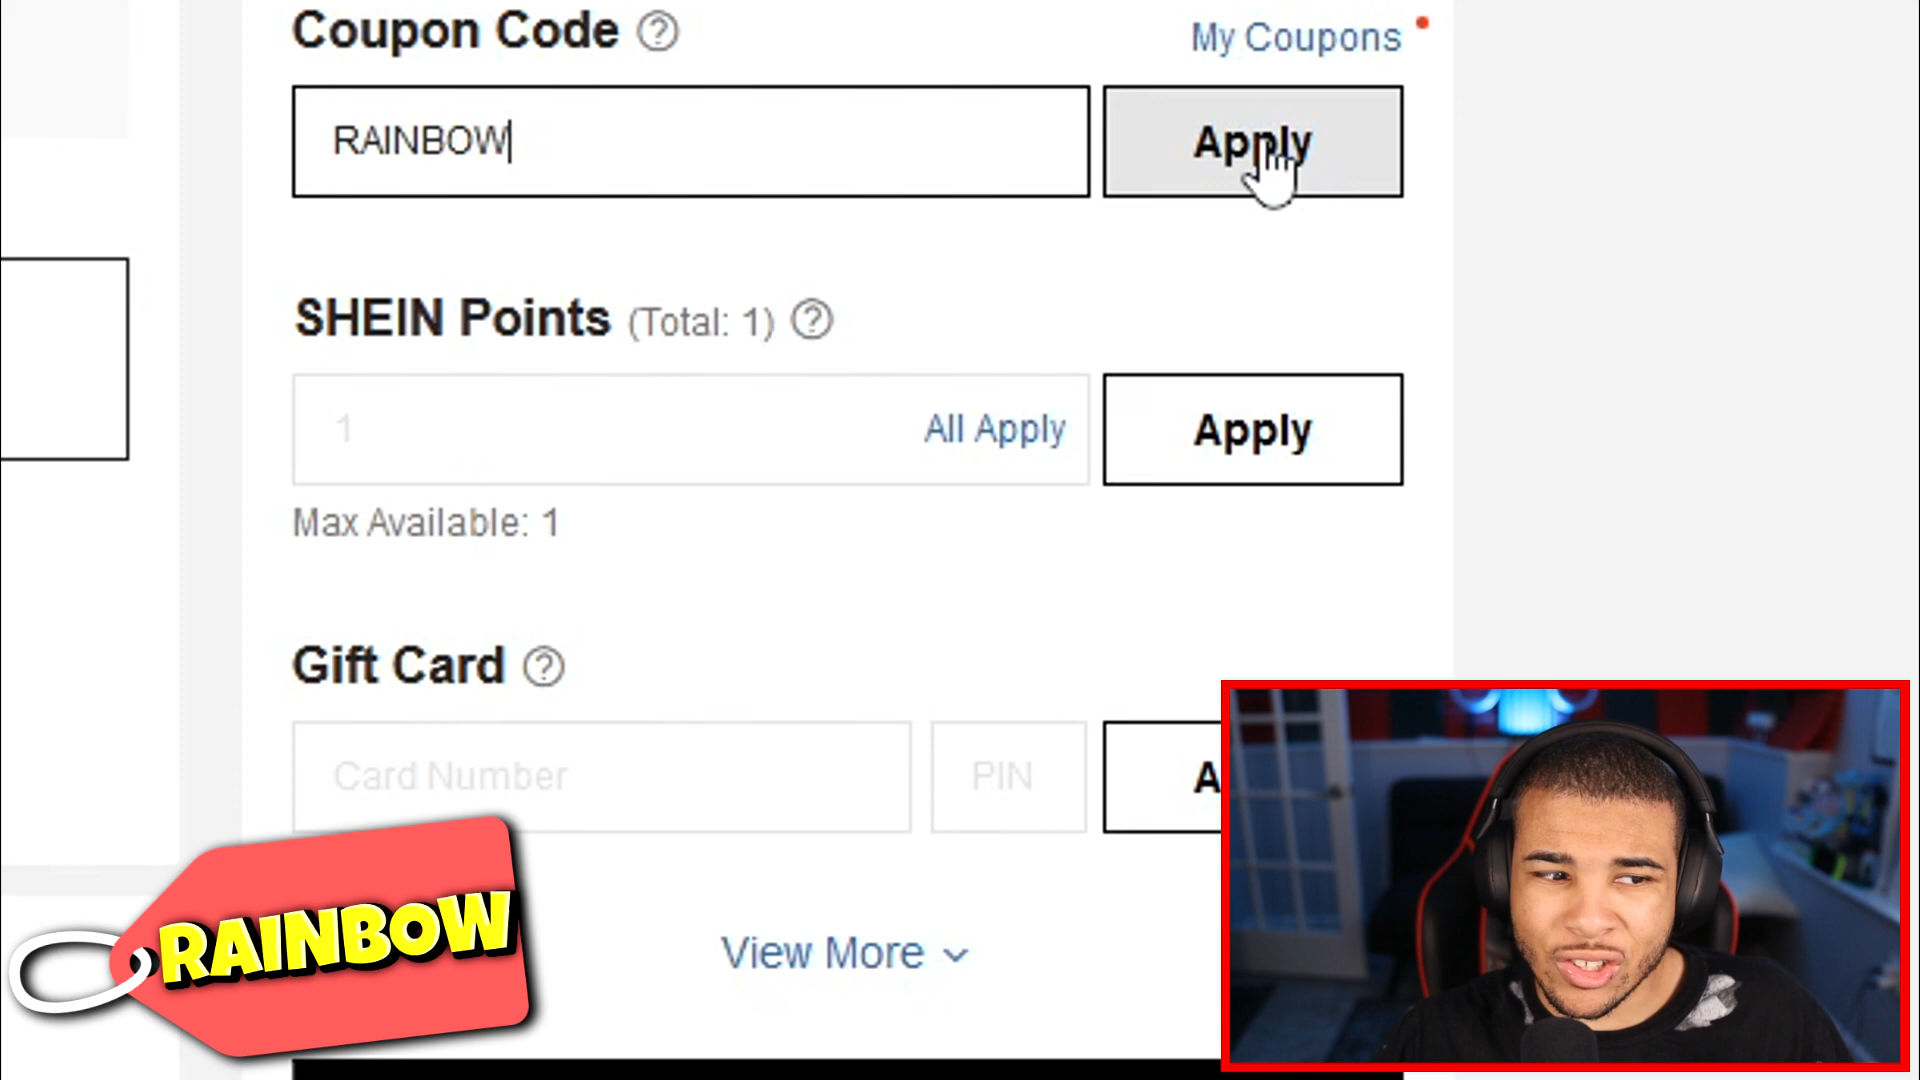 Coupon Code ?
My Coupons
RAINBOW
Apply
SHEIN Points (Total: 1) ?
1
All Apply
Apply
Max Available: 1
Gift Card ?
Card Number
PIN
A
RAINBOW
View More